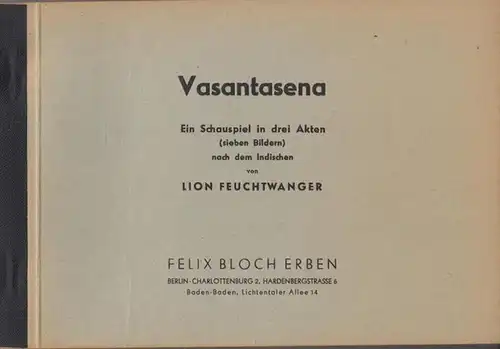 Vasantasena
Ein Schauspiel in drei Akten
(sieben Bildern)
nach dem Indischen
von
LION FEUCHTWANGER
FELIX BLOCH ERBEN
BERLIN-CHARLOTTENBURG 2, HARDENBERGSTRASSE 6
Baden-Baden, Lichtentaler Allee 14